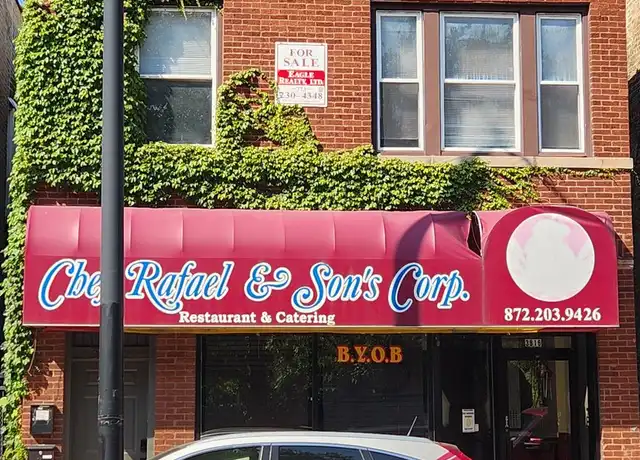 FOR
SALE
EAGLE
REALTY, LTD.
230-4348
Chef Rafael & Son's Corp.
Restaurant & Catering
872.203.9426
B.Y.O.B